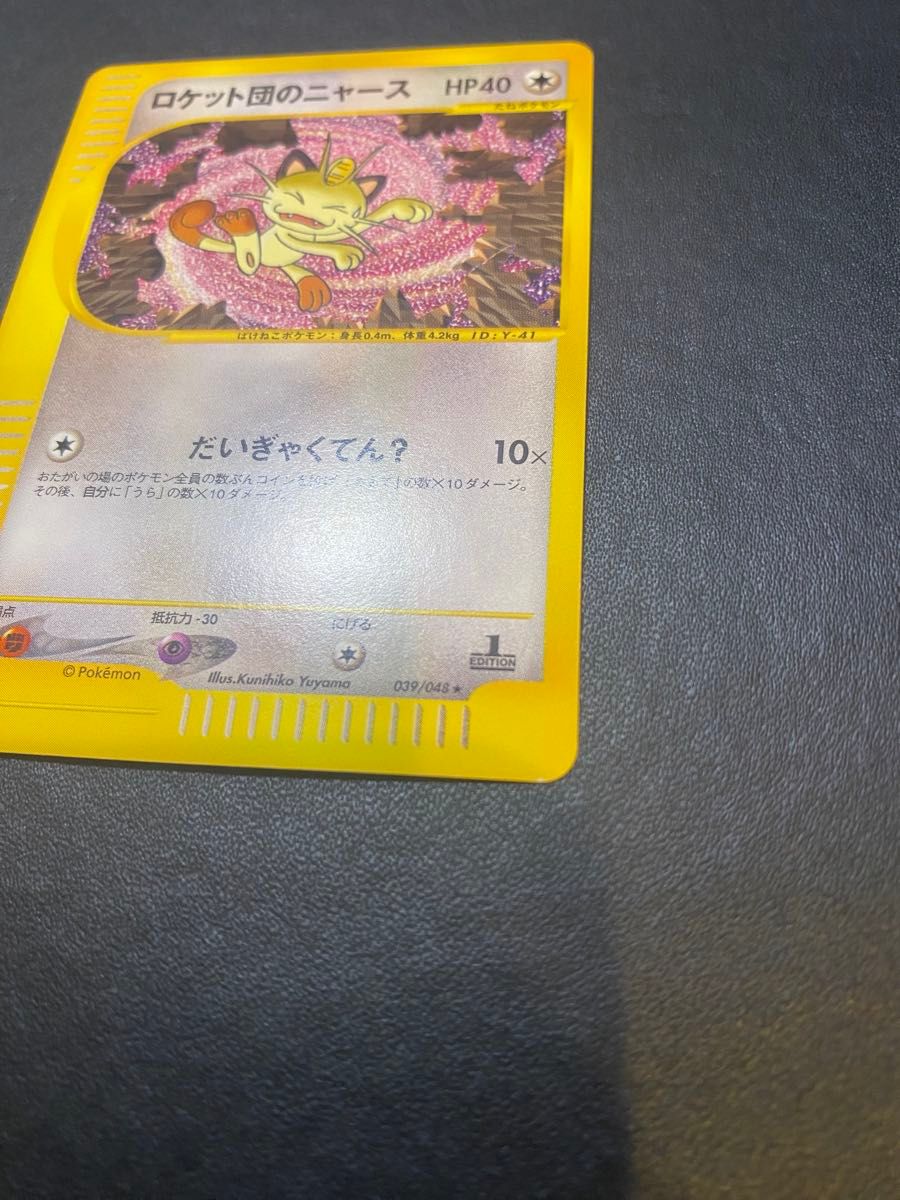 ロケット団のニャース HP40
たねポケモン
ばけねこポケモン：身長0.4m、体重4.2kg ID:Y-41
だいぎゃくてん？ 10×
おたがいの場のポケモン全員の数ぶんコインを の数×10ダメージ。
その後、自分に「うら」の数×10ダメージ。
点 抵抗力 -30 にげる
1
EDITION
©Pokémon Illus.Kunihiko Yuyama 039/048★